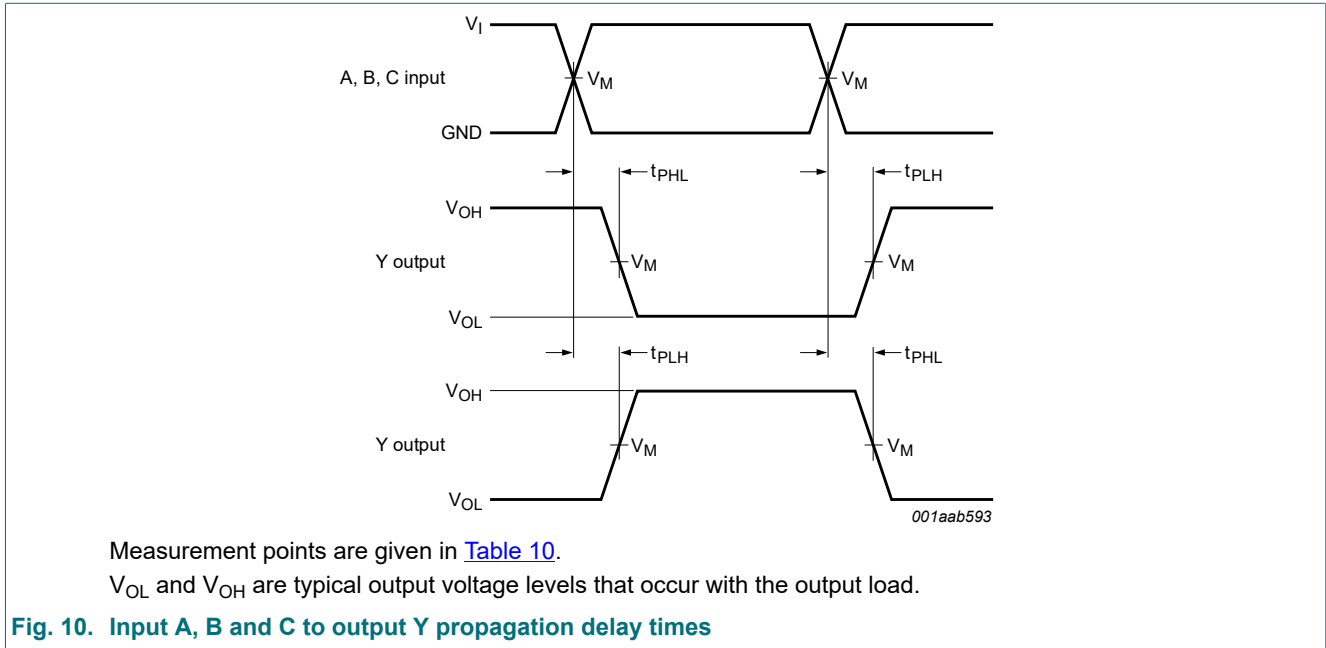 V_I
A, B, C input
V_M
V_M
GND
t_PHL
t_PLH
V_OH
Y output
V_M
V_M
V_OL
t_PLH
t_PHL
V_OH
Y output
V_M
V_M
V_OL
001aab593
Measurement points are given in Table 10.
V_OL and V_OH are typical output voltage levels that occur with the output load.
Fig. 10. Input A, B and C to output Y propagation delay times